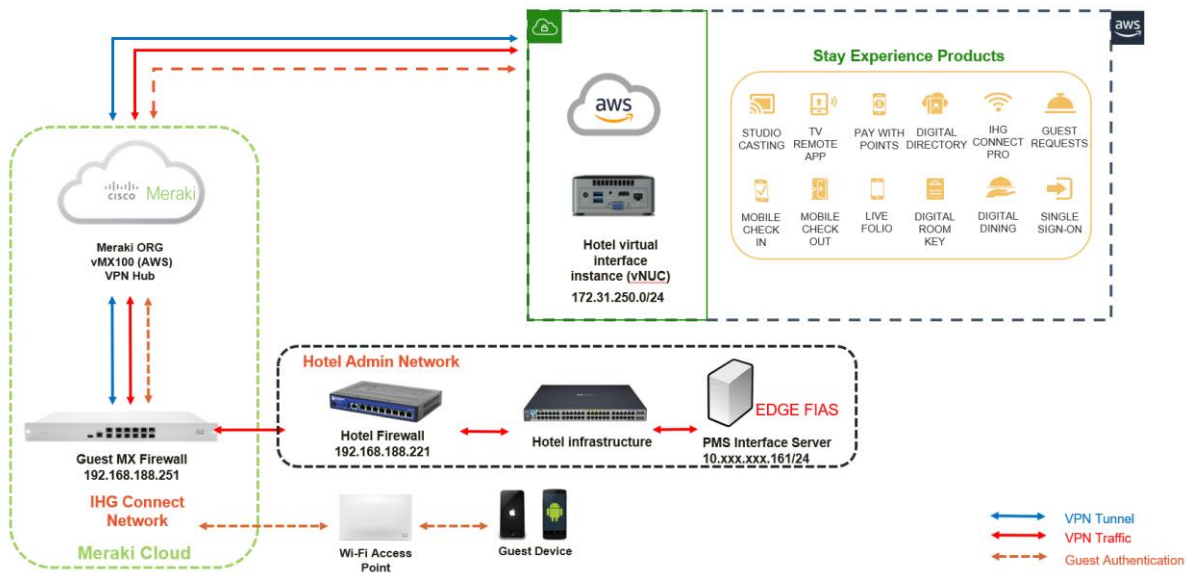 aws
Stay Experience Products
aws
STUDIO
CASTING
TV
REMOTE
APP
PAY WITH
POINTS
DIGITAL
DIRECTORY
IHG
CONNECT
PRO
GUEST
REQUESTS
MOBILE
CHECK
IN
MOBILE
CHECK
OUT
LIVE
FOLIO
DIGITAL
ROOM
KEY
DIGITAL
DINING
SINGLE
SIGN-ON
Hotel virtual
interface
instance (vNUC)
172.31.250.0/24
CISCO Meraki
Meraki ORG
vMX100 (AWS)
VPN Hub
Hotel Admin Network
Hotel Firewall
192.168.188.221
Hotel infrastructure
EDGE FIAS
PMS Interface Server
10.xxx.xxx.161/24
Guest MX Firewall
192.168.188.251
IHG Connect
Network
Meraki Cloud
Wi-Fi Access
Point
Guest Device
VPN Tunnel
VPN Traffic
Guest Authentication